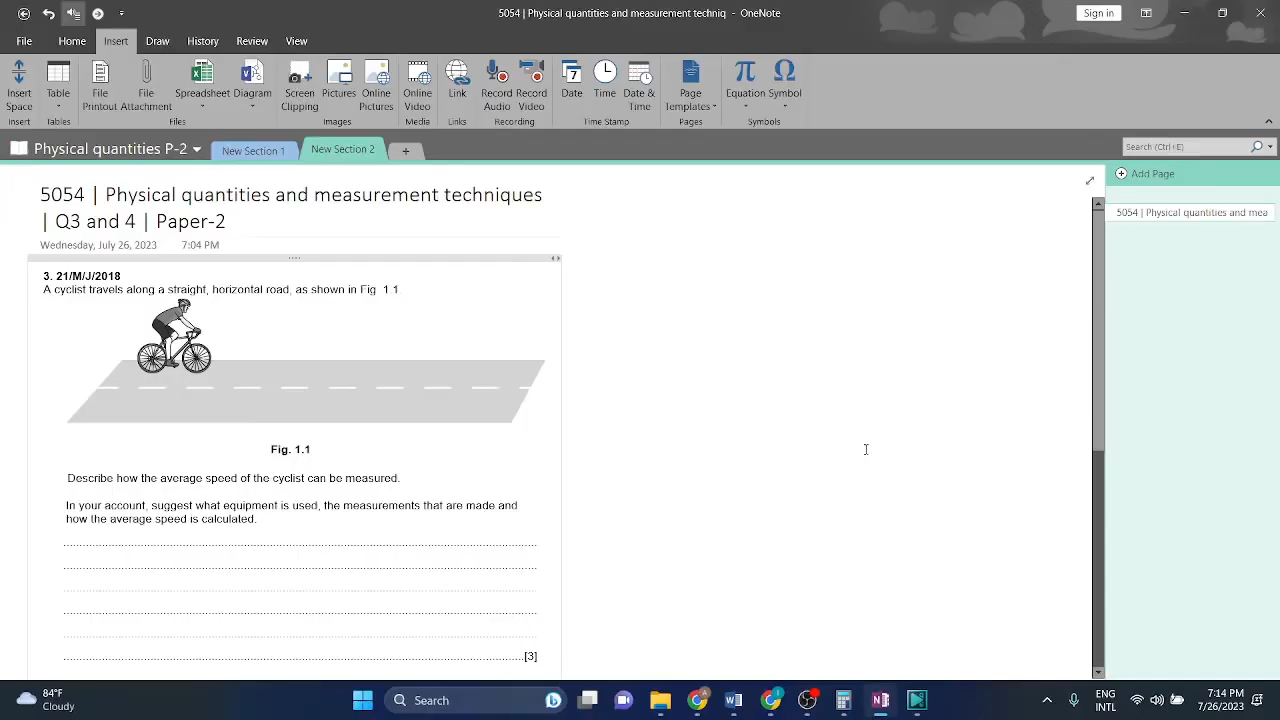 5054 | Physical quantities and measurement techniq - OneNote
Sign in
File Home Insert Draw History Review View
Insert Space
Table
File Printout
File Attachment
Spreadsheet
Diagram
Screen Clipping
Pictures
Online Pictures
Online Video
Link
Record Audio
Record Video
Date
Time
Date & Time
Page Templates
Equation
Symbol
Insert Tables Files Images Media Links Recording Time Stamp Pages Symbols
Physical quantities P-2 New Section 1 New Section 2 +
Search (Ctrl+E)
Add Page
5054 | Physical quantities and mea
5054 | Physical quantities and measurement techniques
| Q3 and 4 | Paper-2
Wednesday, July 26, 2023 7:04 PM
3. 21/M/J/2018
A cyclist travels along a straight, horizontal road, as shown in Fig 1.1.
Fig. 1.1
Describe how the average speed of the cyclist can be measured.
In your account, suggest what equipment is used, the measurements that are made and
how the average speed is calculated.
[3]
84°F
Cloudy
Search
ENG
INTL
7:14 PM
7/26/2023